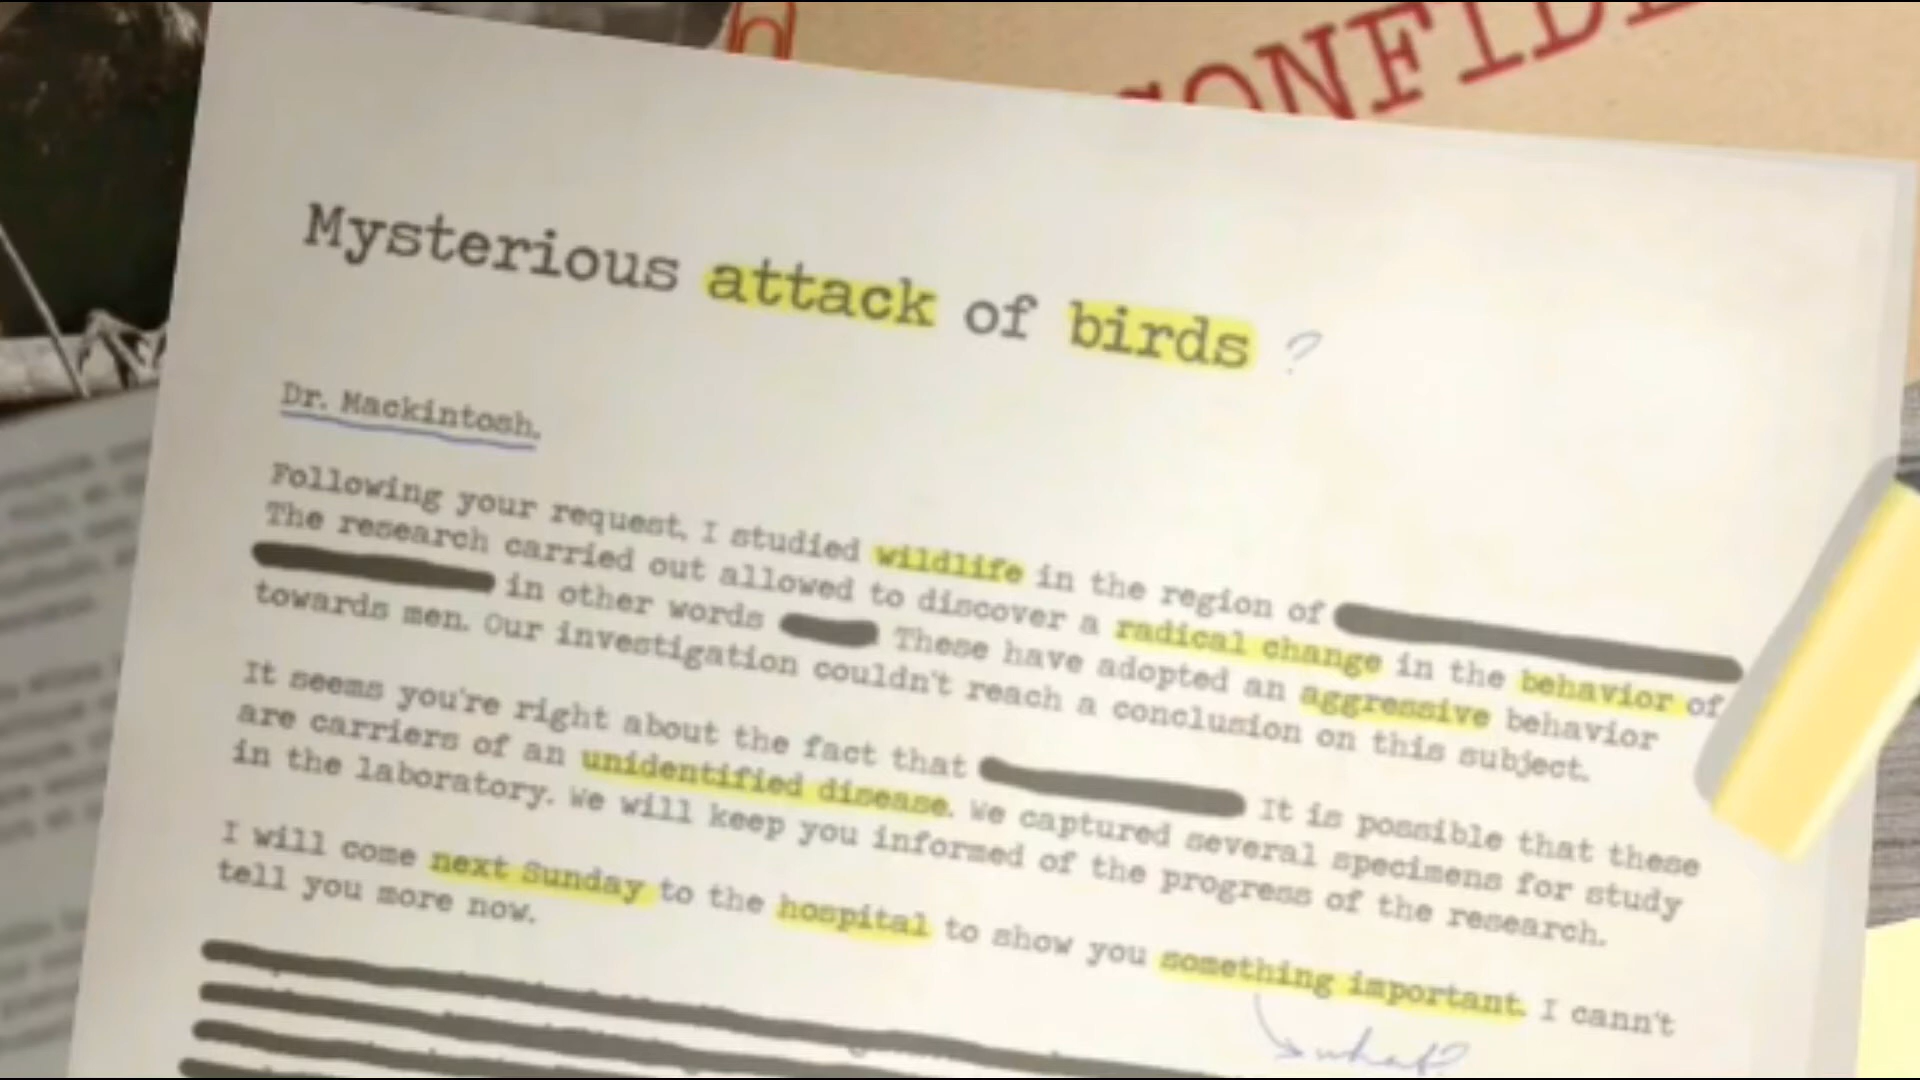 CONFIDE
Mysterious attack of birds ?
Dr. Mackintosh.
Following your request, I studied wildlife in the region of
The research carried out allowed to discover a radical change in the behavior of
in other words These have adopted an aggressive behavior
towards men. Our investigation couldn't reach a conclusion on this subject.
It seems you're right about the fact that It is possible that these
are carriers of an unidentified disease. We captured several specimens for study
in the laboratory. We will keep you informed of the progress of the research.
I will come next Sunday to the hospital to show you something important. I cann't
tell you more now.
what?